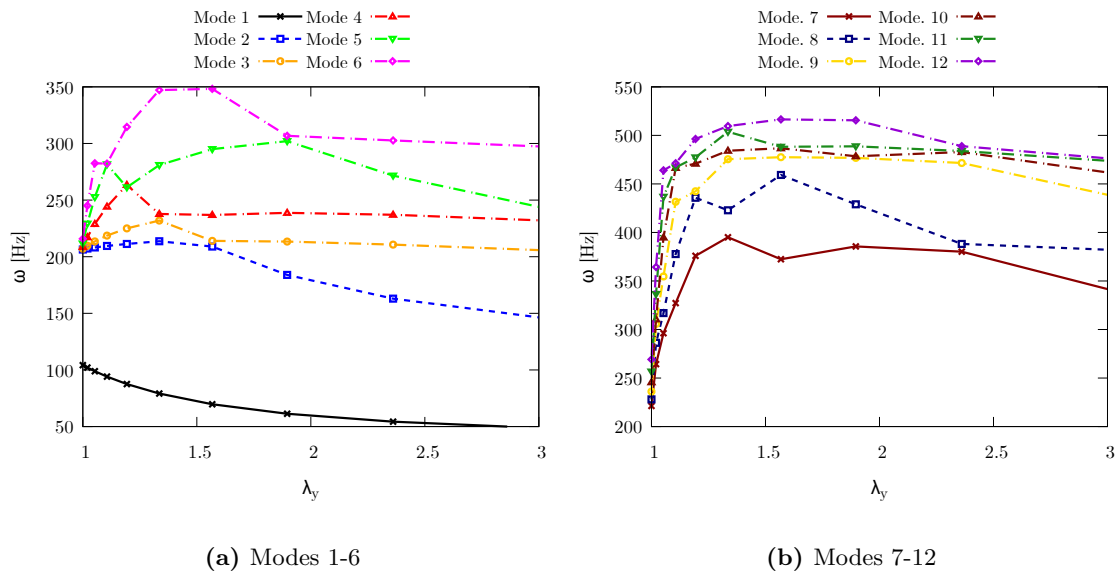 Mode 1 Mode 4
Mode 2 Mode 5
Mode 3 Mode 6
350
300
250
200
150
100
50
ω [Hz]
1 1.5 2 2.5 3
λy
(a) Modes 1-6
Mode. 7 Mode. 10
Mode. 8 Mode. 11
Mode. 9 Mode. 12
550
500
450
400
350
300
250
200
ω [Hz]
1 1.5 2 2.5 3
λy
(b) Modes 7-12